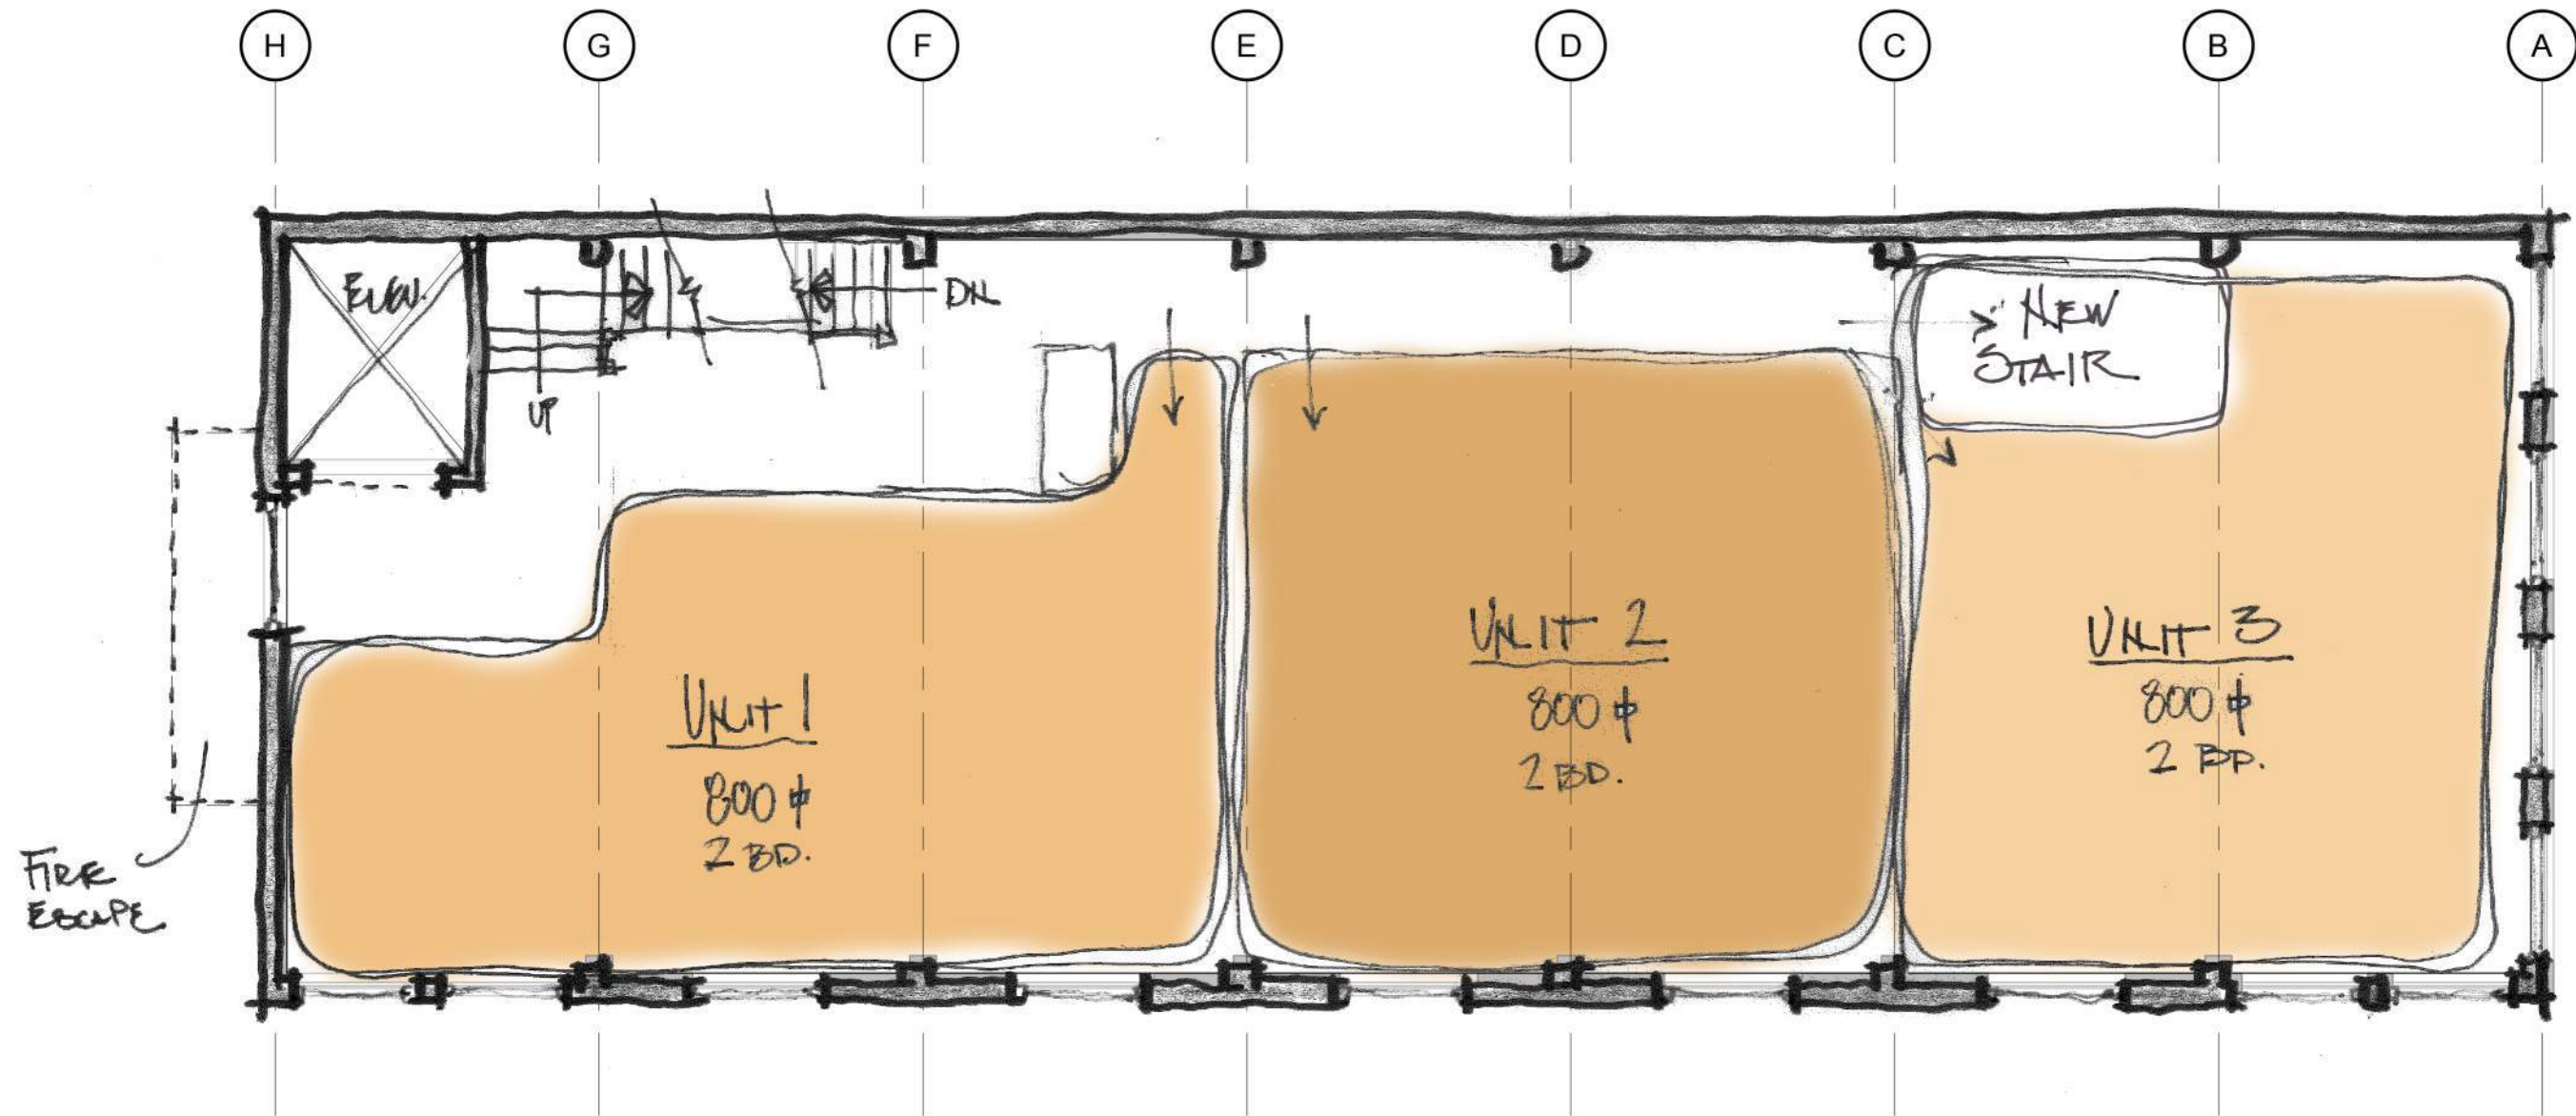 H G F E D C B A
ELEV.
UP
DN
NEW
STAIR
UNIT 1
800 ⌽
2 BD.
UNIT 2
800 ⌽
2 BD.
UNIT 3
800 ⌽
2 BD.
FIRE
ESCAPE